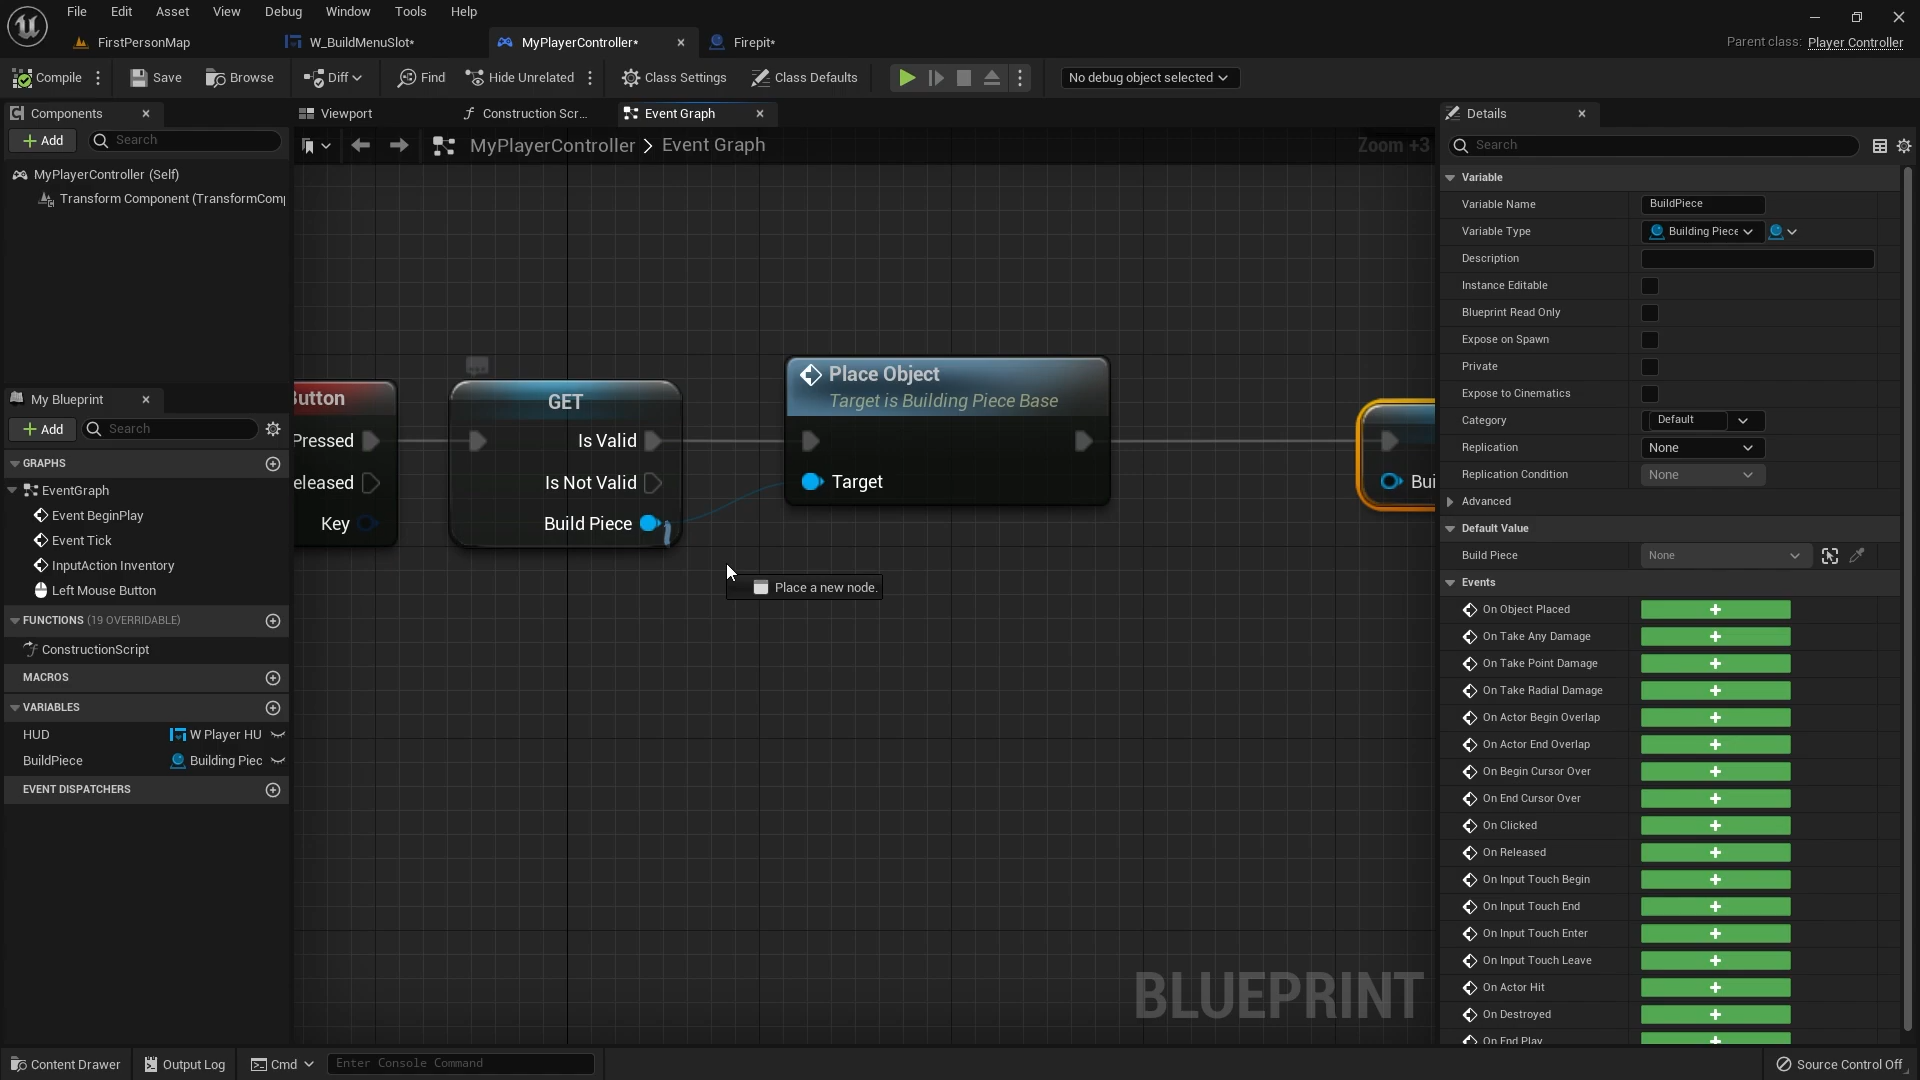 File Edit Asset View Debug Window Tools Help
FirstPersonMap W_BuildMenuSlot* MyPlayerController* Firepit* Parent class: Player Controller
Compile Save Browse Diff Find Hide Unrelated Class Settings Class Defaults No debug object selected
Components
Add Search
MyPlayerController (Self)
Transform Component (TransformComp
My Blueprint
Add Search
GRAPHS
EventGraph
Event BeginPlay
Event Tick
InputAction Inventory
Left Mouse Button
FUNCTIONS (19 OVERRIDABLE)
ConstructionScript
MACROS
VARIABLES
HUD W Player HU
BuildPiece Building Piec
EVENT DISPATCHERS
Viewport Construction Scr... Event Graph
MyPlayerController > Event Graph Zoom +3
utton
Pressed
eleased
Key
GET
Is Valid
Is Not Valid
Build Piece
Place Object
Target is Building Piece Base
Target
Bui
Place a new node.
BLUEPRINT
Details
Search
Variable
Variable Name BuildPiece
Variable Type Building Piece
Description
Instance Editable
Blueprint Read Only
Expose on Spawn
Private
Expose to Cinematics
Category Default
Replication None
Replication Condition None
Advanced
Default Value
Build Piece None
Events
On Object Placed
On Take Any Damage
On Take Point Damage
On Take Radial Damage
On Actor Begin Overlap
On Actor End Overlap
On Begin Cursor Over
On End Cursor Over
On Clicked
On Released
On Input Touch Begin
On Input Touch End
On Input Touch Enter
On Input Touch Leave
On Actor Hit
On Destroyed
On End Play
Content Drawer Output Log Cmd Enter Console Command Source Control Off